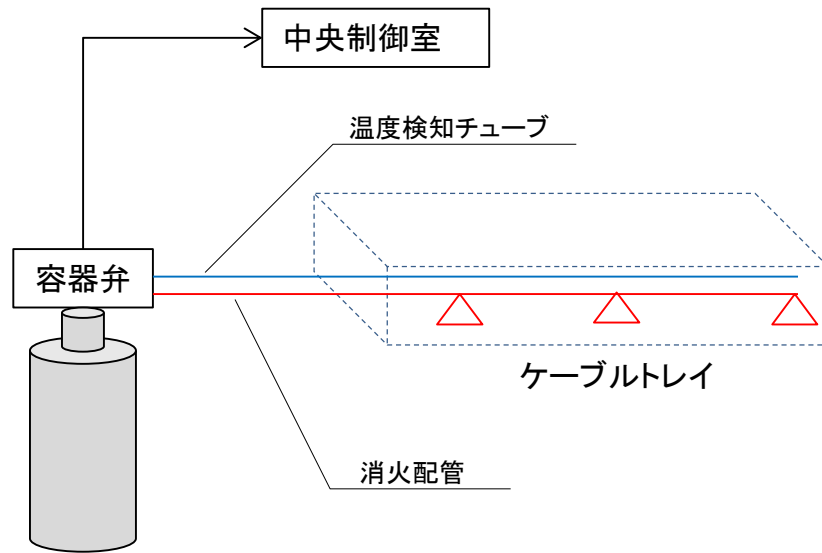 中央制御室
温度検知チューブ
容器弁
ケーブルトレイ
消火配管